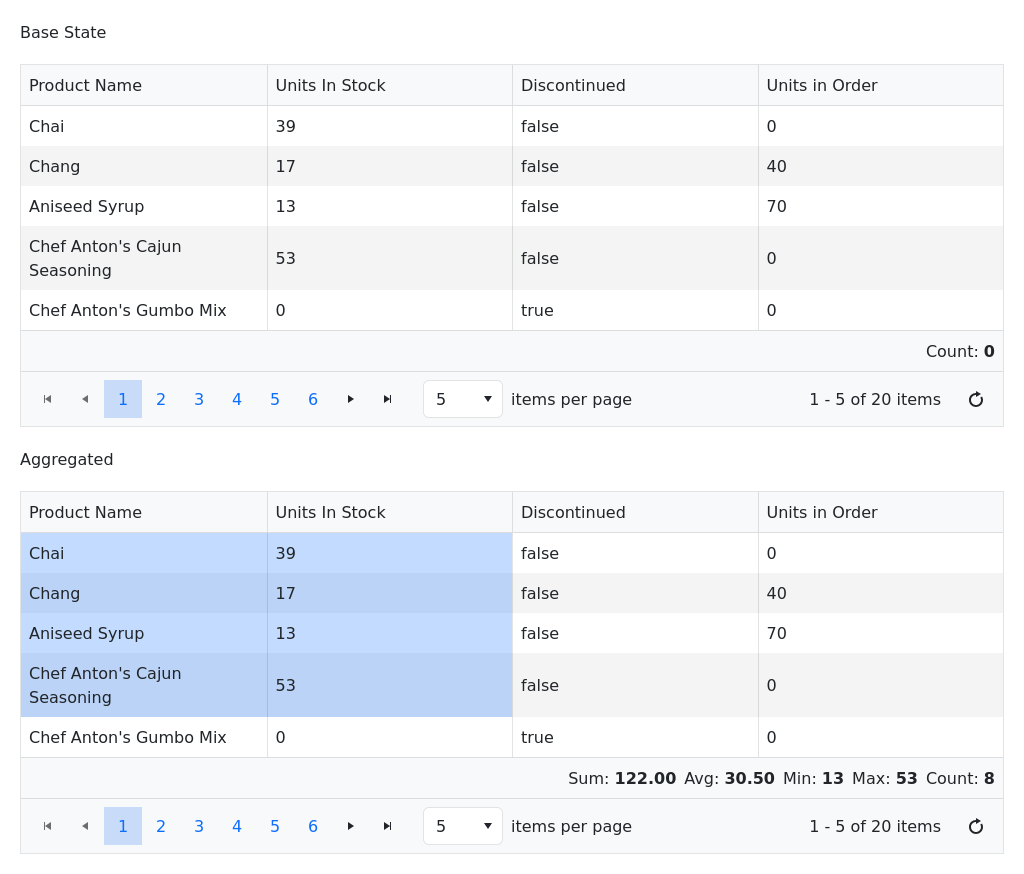 Base State
Product Name Units In Stock Discontinued Units in Order
Chai 39 false 0
Chang 17 false 40
Aniseed Syrup 13 false 70
Chef Anton's Cajun
Seasoning 53 false 0
Chef Anton's Gumbo Mix 0 true 0
Count: 0
1 2 3 4 5 6 5 items per page 1 - 5 of 20 items
Aggregated
Product Name Units In Stock Discontinued Units in Order
Chai 39 false 0
Chang 17 false 40
Aniseed Syrup 13 false 70
Chef Anton's Cajun
Seasoning 53 false 0
Chef Anton's Gumbo Mix 0 true 0
Sum: 122.00 Avg: 30.50 Min: 13 Max: 53 Count: 8
1 2 3 4 5 6 5 items per page 1 - 5 of 20 items